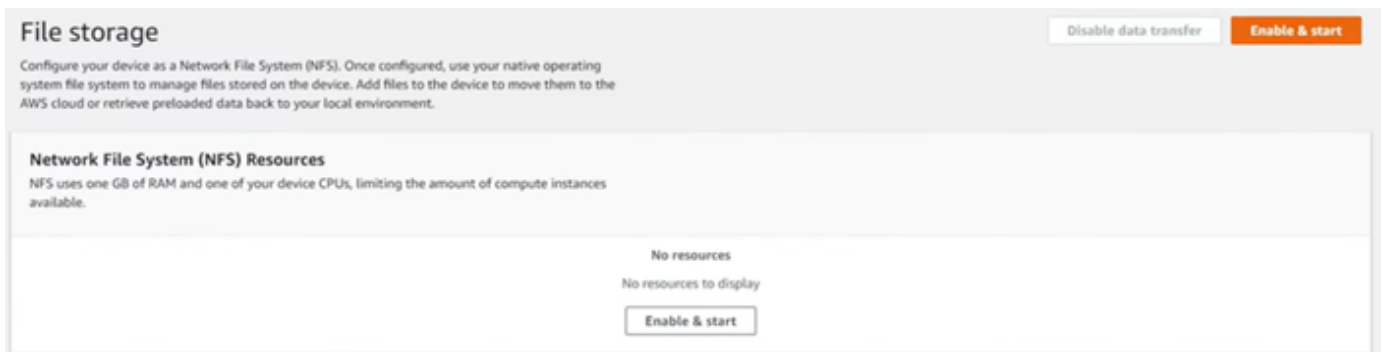 File storage
Disable data transfer
Enable & start
Configure your device as a Network File System (NFS). Once configured, use your native operating
system file system to manage files stored on the device. Add files to the device to move them to the
AWS cloud or retrieve preloaded data back to your local environment.
Network File System (NFS) Resources
NFS uses one GB of RAM and one of your device CPUs, limiting the amount of compute instances
available.
No resources
No resources to display
Enable & start